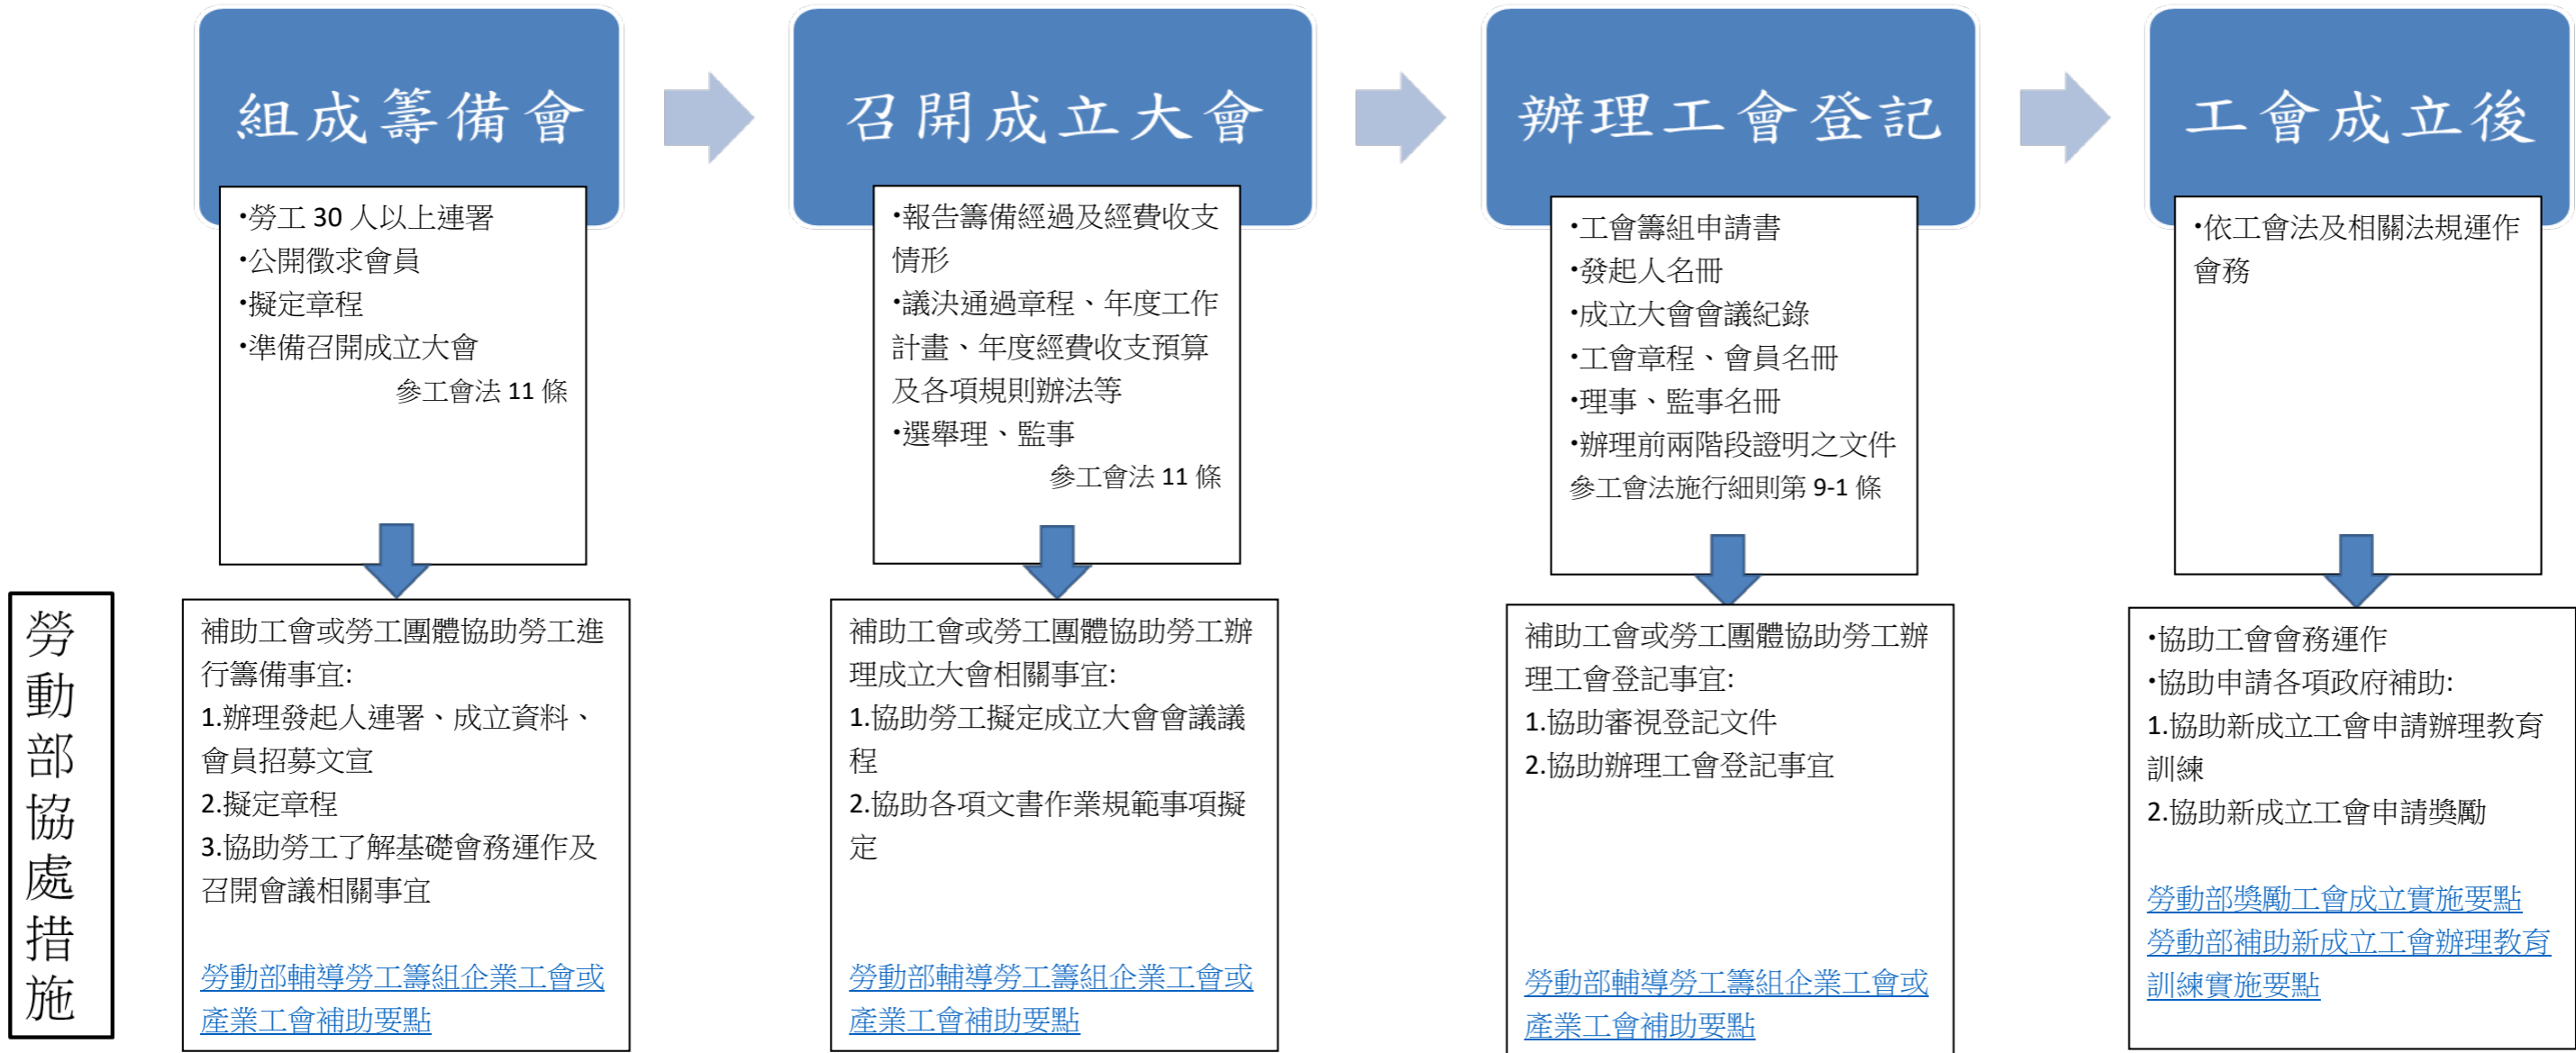 組成籌備會
•勞工 30 人以上連署
•公開徵求會員
•擬定章程
•準備召開成立大會
參工會法 11 條
召開成立大會
•報告籌備經過及經費收支
情形
•議決通過章程、年度工作
計畫、年度經費收支預算
及各項規則辦法等
•選舉理、監事
參工會法 11 條
辦理工會登記
•工會籌組申請書
•發起人名冊
•成立大會會議紀錄
•工會章程、會員名冊
•理事、監事名冊
•辦理前兩階段證明之文件
參工會法施行細則第 9-1 條
工會成立後
•依工會法及相關法規運作
會務
勞動部協處措施
補助工會或勞工團體協助勞工進
行籌備事宜:
1.辦理發起人連署、成立資料、
會員招募文宣
2.擬定章程
3.協助勞工了解基礎會務運作及
召開會議相關事宜
勞動部輔導勞工籌組企業工會或
產業工會補助要點
補助工會或勞工團體協助勞工辦
理成立大會相關事宜:
1.協助勞工擬定成立大會會議議
程
2.協助各項文書作業規範事項擬
定
勞動部輔導勞工籌組企業工會或
產業工會補助要點
補助工會或勞工團體協助勞工辦
理工會登記事宜:
1.協助審視登記文件
2.協助辦理工會登記事宜
勞動部輔導勞工籌組企業工會或
產業工會補助要點
•協助工會會務運作
•協助申請各項政府補助:
1.協助新成立工會申請辦理教育
訓練
2.協助新成立工會申請獎勵
勞動部獎勵工會成立實施要點
勞動部補助新成立工會辦理教育
訓練實施要點